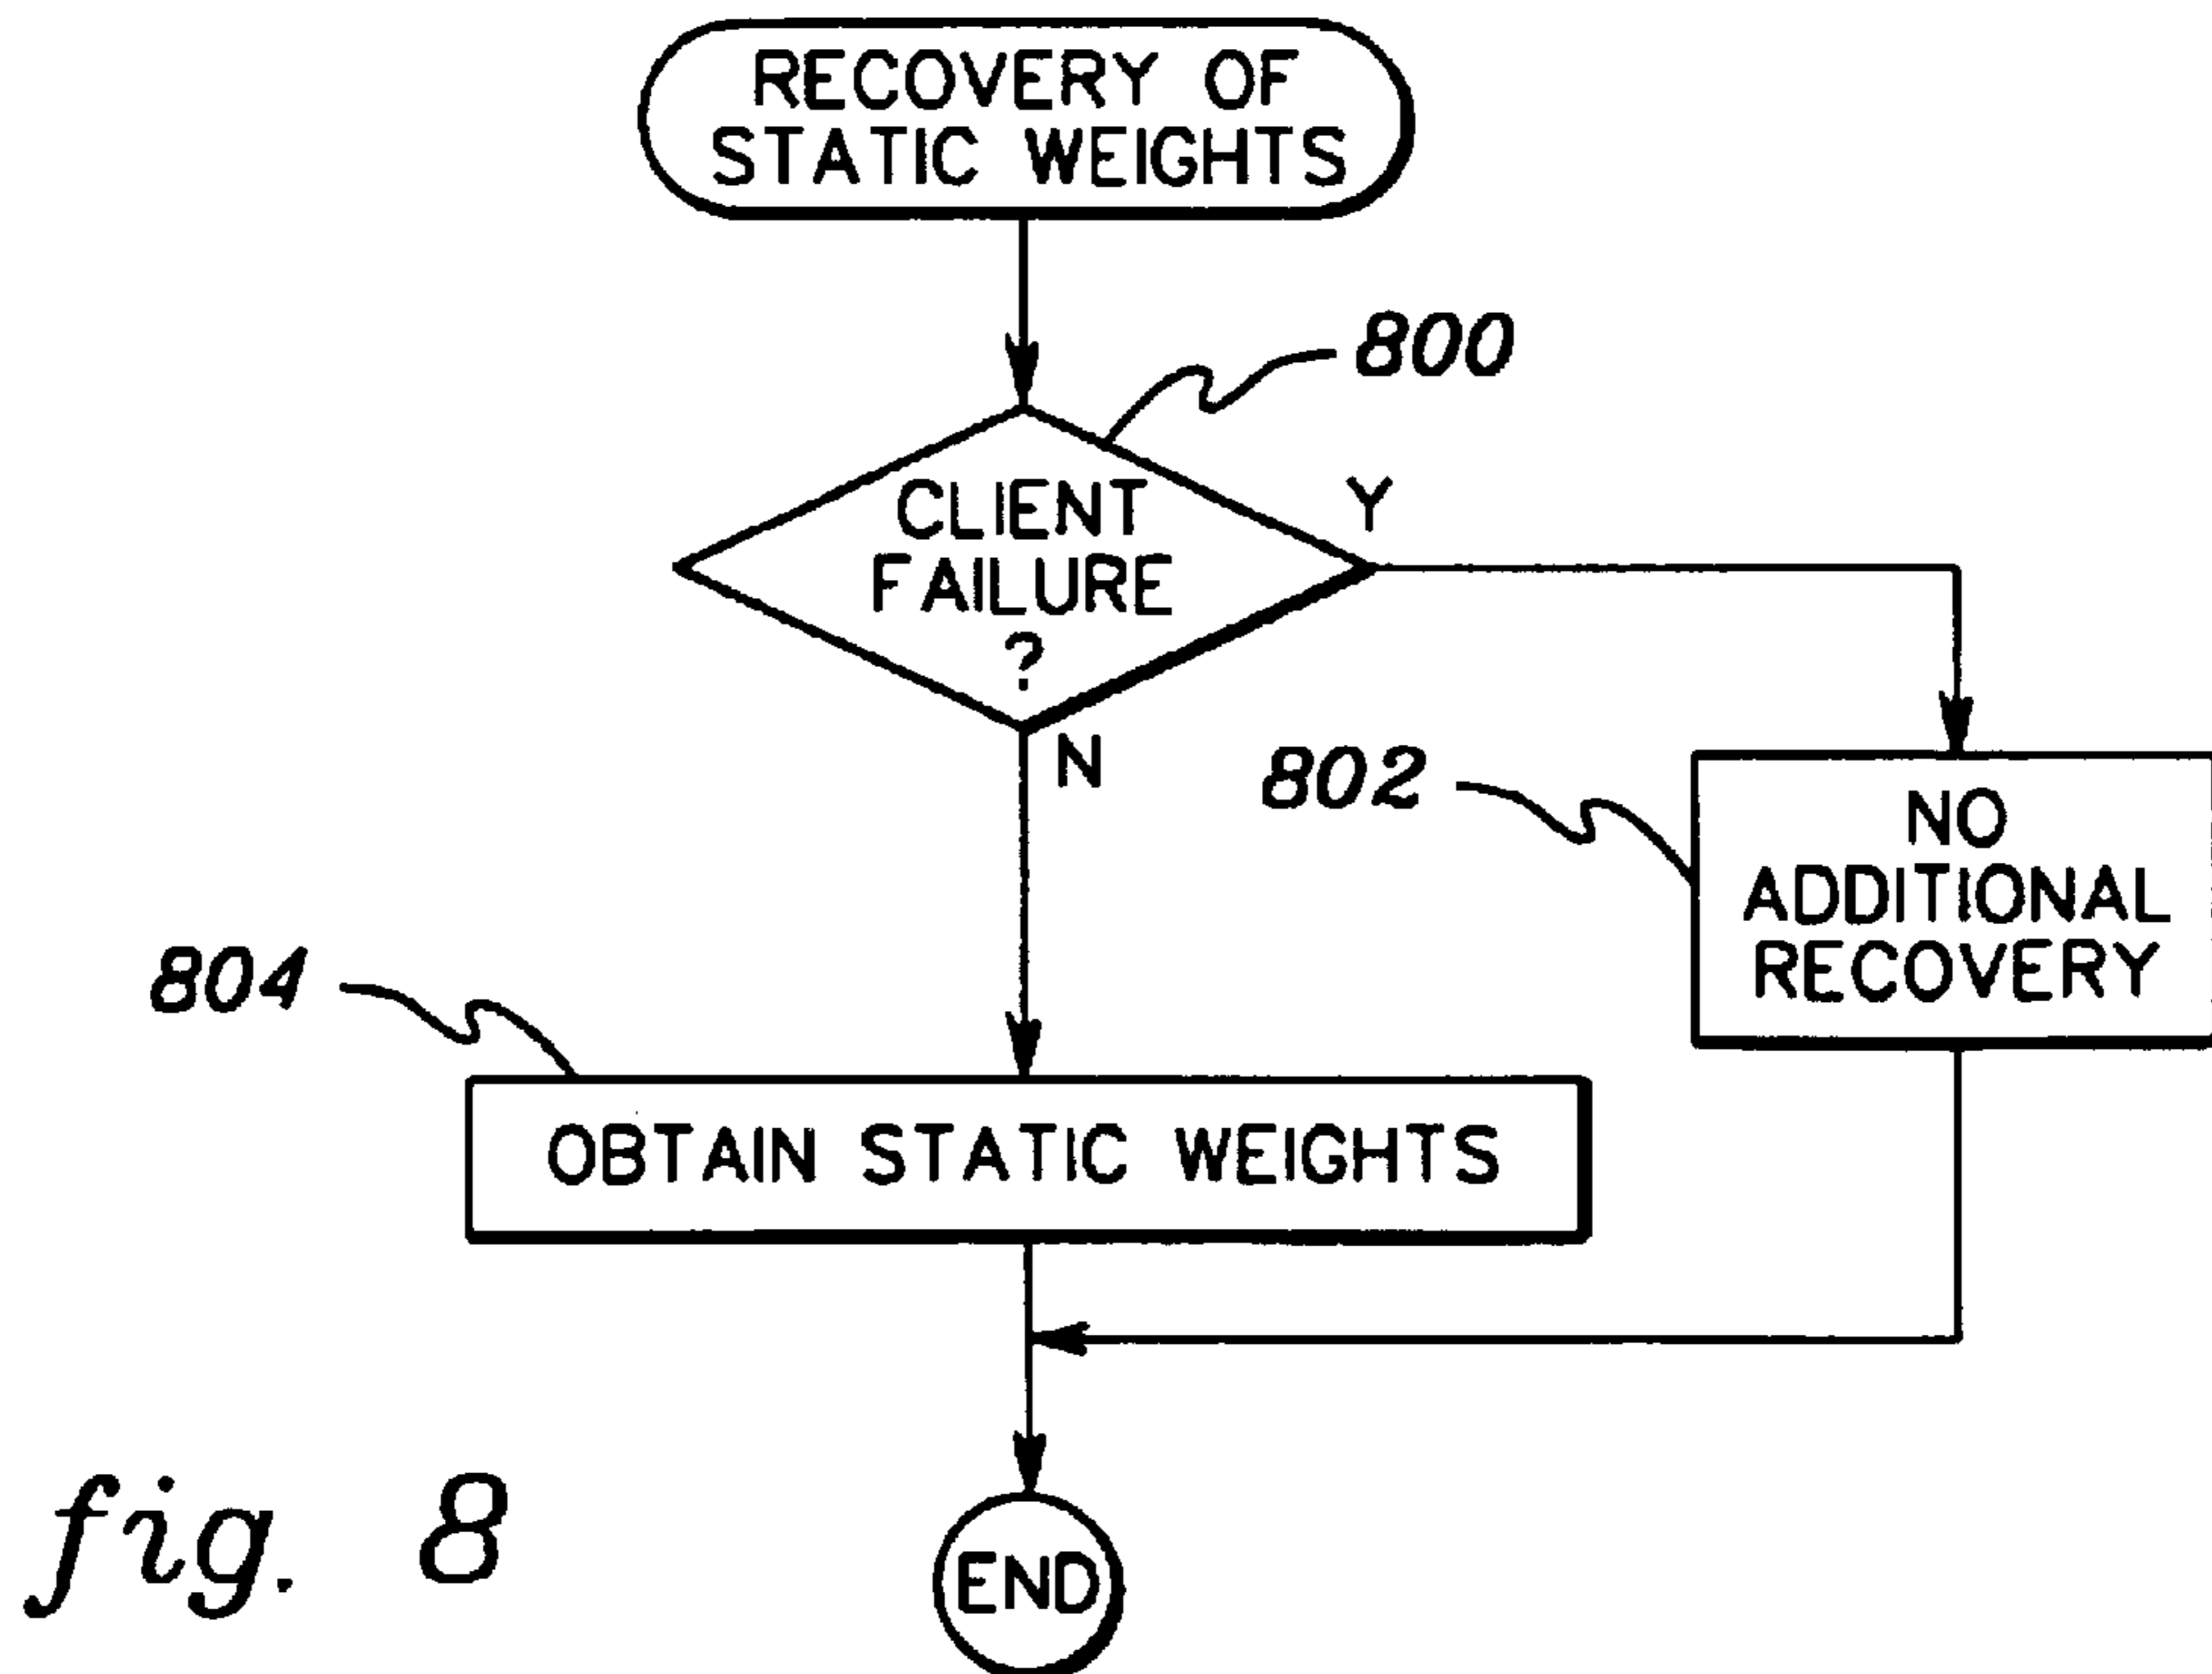 RECOVERY OF
STATIC WEIGHTS
800
CLIENT
FAILURE
?
Y
N
802
NO
ADDITIONAL
RECOVERY
804
OBTAIN STATIC WEIGHTS
END
fig. 8